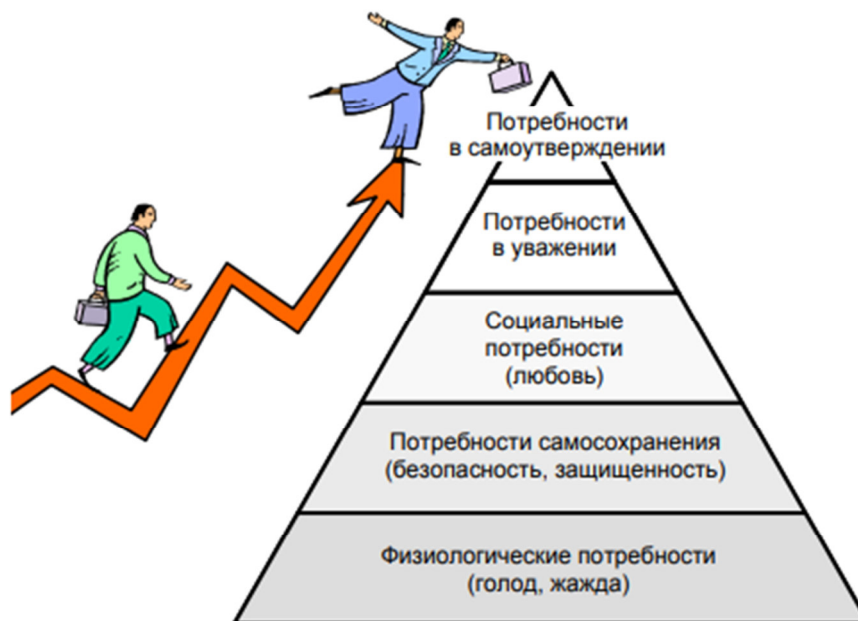 Потребности
в самоутверждении
Потребности
в уважении
Социальные
потребности
(любовь)
Потребности самосохранения
(безопасность, защищенность)
Физиологические потребности
(голод, жажда)